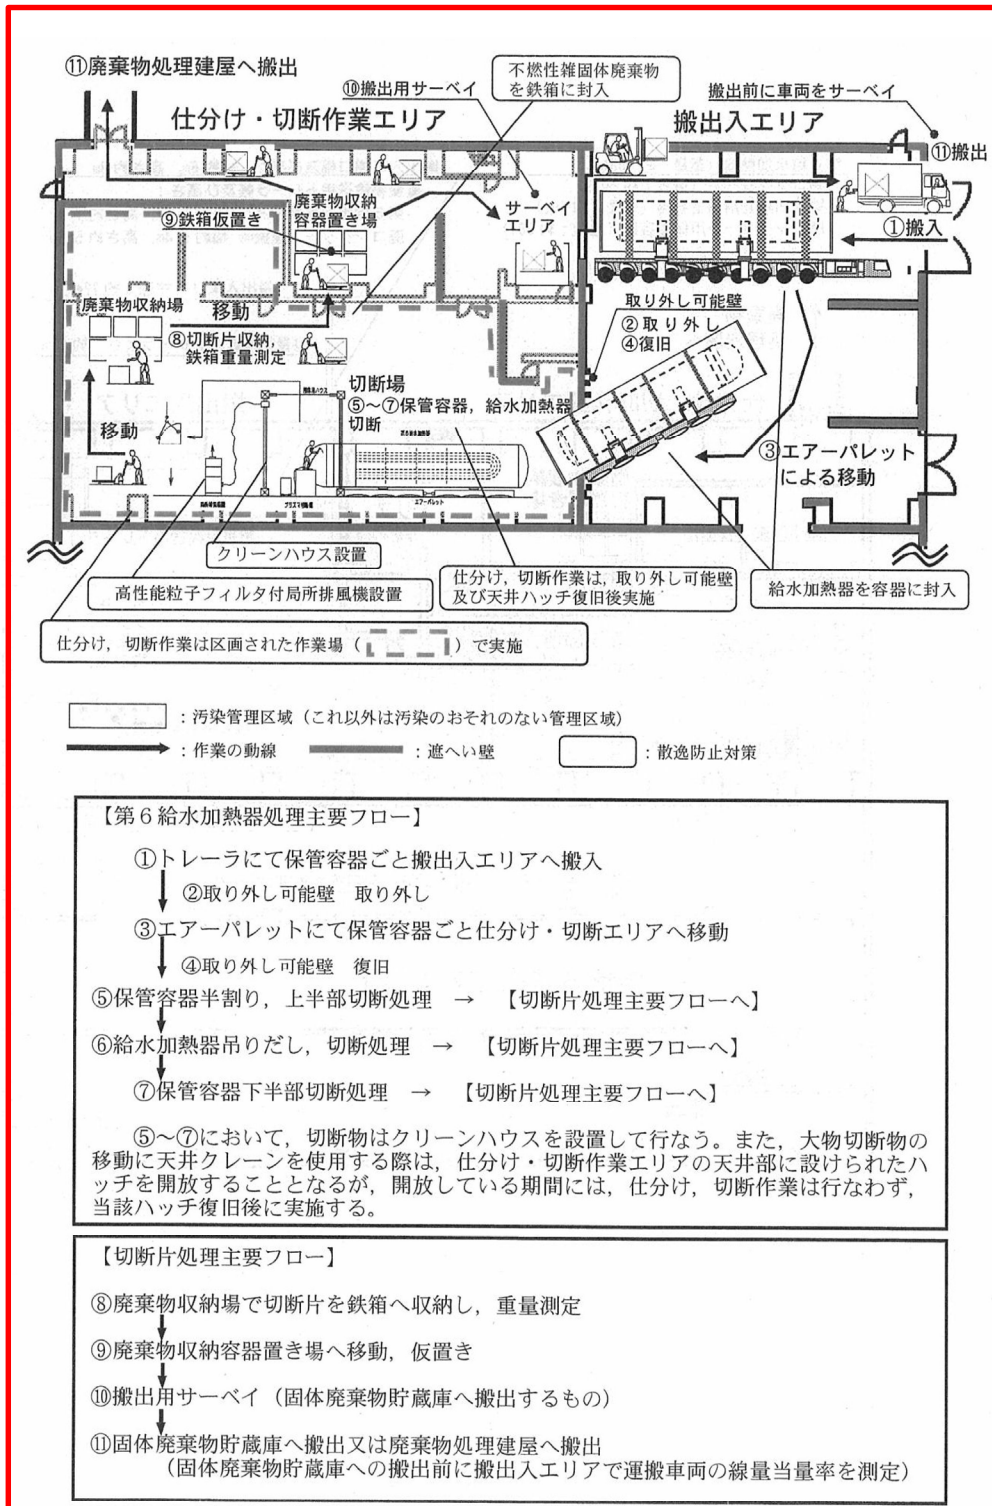 ⑪廃棄物処理建屋へ搬出
不燃性雑固体廃棄物
を鉄箱に封入
⑩搬出用サーベイ
搬出前に車両をサーベイ
仕分け・切断作業エリア
搬出入エリア
⑪搬出
廃棄物収納
容器置き場
⑨鉄箱仮置き
サーベイ
エリア
①搬入
廃棄物収納場
移動
⑧切断片収納,
鉄箱重量測定
取り外し可能壁
②取り外し
④復旧
切断場
⑤～⑦保管容器,給水加熱器
切断
移動
③エアーパレット
による移動
エアーパレット
クリーンハウス設置
高性能粒子フィルタ付局所排風機設置
仕分け,切断作業は,取り外し可能壁
及び天井ハッチ復旧後実施
給水加熱器を容器に封入
仕分け,切断作業は区画された作業場( )で実施
:汚染管理区域(これ以外は汚染のおそれのない管理区域)
:作業の動線 :遮へい壁 :散逸防止対策
【第6給水加熱器処理主要フロー】
①トレーラにて保管容器ごと搬出入エリアへ搬入
②取り外し可能壁 取り外し
③エアーパレットにて保管容器ごと仕分け・切断エリアへ移動
④取り外し可能壁 復旧
⑤保管容器半割り,上半部切断処理 → 【切断片処理主要フローへ】
⑥給水加熱器吊りだし,切断処理 → 【切断片処理主要フローへ】
⑦保管容器下半部切断処理 → 【切断片処理主要フローへ】
⑤～⑦において,切断物はクリーンハウスを設置して行なう。また,大物切断物の
移動に天井クレーンを使用する際は,仕分け・切断作業エリアの天井部に設けられたハ
ッチを開放することとなるが,開放している期間には,仕分け,切断作業は行なわず,
当該ハッチ復旧後に実施する。
【切断片処理主要フロー】
⑧廃棄物収納場で切断片を鉄箱へ収納し,重量測定
⑨廃棄物収納容器置き場へ移動,仮置き
⑩搬出用サーベイ(固体廃棄物貯蔵庫へ搬出するもの)
⑪固体廃棄物貯蔵庫へ搬出又は廃棄物処理建屋へ搬出
(固体廃棄物貯蔵庫への搬出前に搬出入エリアで運搬車両の線量当量率を測定)